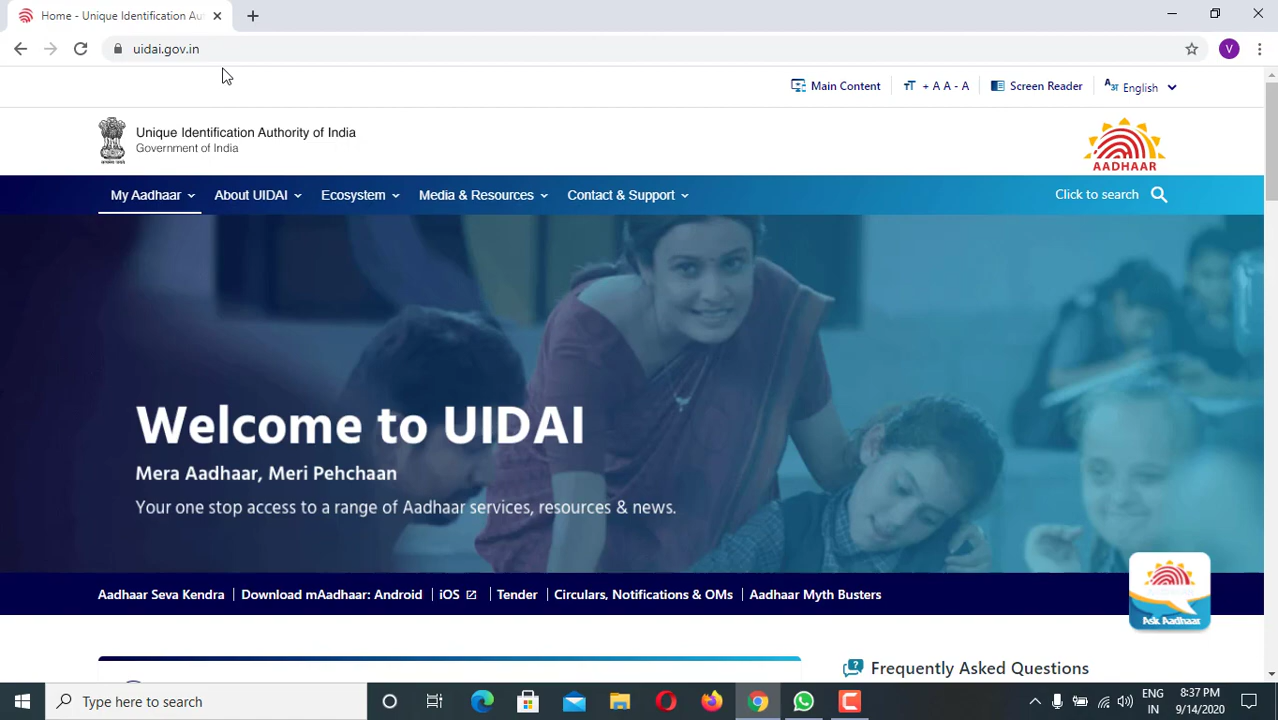 Home - Unique Identification Aut
uidai.gov.in
V
Main Content
+ A A - A
Screen Reader
English
Unique Identification Authority of India
Government of India
AADHAAR
My Aadhaar
About UIDAI
Ecosystem
Media & Resources
Contact & Support
Click to search
Welcome to UIDAI
Mera Aadhaar, Meri Pehchaan
Your one stop access to a range of Aadhaar services, resources & news.
Aadhaar Seva Kendra
Download mAadhaar: Android
iOS
Tender
Circulars, Notifications & OMs
Aadhaar Myth Busters
Ask Aadhaar
Frequently Asked Questions
Type here to search
ENG
IN
8:37 PM
9/14/2020